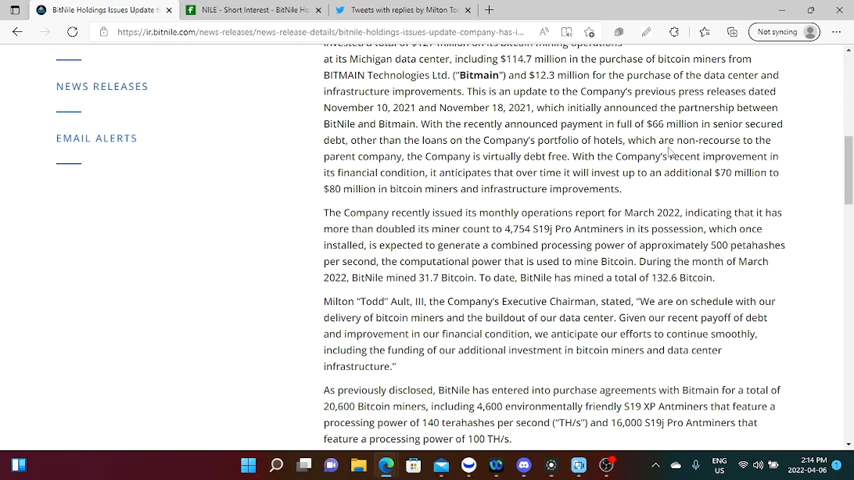 BitNile Holdings Issues Update t
NILE - Short Interest - BitNile Ho
Tweets with replies by Milton To
https://ir.bitnile.com/news-releases/news-release-details/bitnile-holdings-issues-update-company-has-i...
Not syncing
NEWS RELEASES
EMAIL ALERTS
invested a total of $127 million on its bitcoin mining operations
at its Michigan data center, including $114.7 million in the purchase of bitcoin miners from
BITMAIN Technologies Ltd. ("Bitmain") and $12.3 million for the purchase of the data center and
infrastructure improvements. This is an update to the Company's previous press releases dated
November 10, 2021 and November 18, 2021, which initially announced the partnership between
BitNile and Bitmain. With the recently announced payment in full of $66 million in senior secured
debt, other than the loans on the Company's portfolio of hotels, which are non-recourse to the
parent company, the Company is virtually debt free. With the Company's recent improvement in
its financial condition, it anticipates that over time it will invest up to an additional $70 million to
$80 million in bitcoin miners and infrastructure improvements.
The Company recently issued its monthly operations report for March 2022, indicating that it has
more than doubled its miner count to 4,754 S19j Pro Antminers in its possession, which once
installed, is expected to generate a combined processing power of approximately 500 petahashes
per second, the computational power that is used to mine Bitcoin. During the month of March
2022, BitNile mined 31.7 Bitcoin. To date, BitNile has mined a total of 132.6 Bitcoin.
Milton "Todd" Ault, III, the Company's Executive Chairman, stated, "We are on schedule with our
delivery of bitcoin miners and the buildout of our data center. Given our recent payoff of debt
and improvement in our financial condition, we anticipate our efforts to continue smoothly,
including the funding of our additional investment in bitcoin miners and data center
infrastructure."
As previously disclosed, BitNile has entered into purchase agreements with Bitmain for a total of
20,600 Bitcoin miners, including 4,600 environmentally friendly S19 XP Antminers that feature a
processing power of 140 terahashes per second ("TH/s") and 16,000 S19j Pro Antminers that
feature a processing power of 100 TH/s.
ENG
US
2:14 PM
2022-04-06